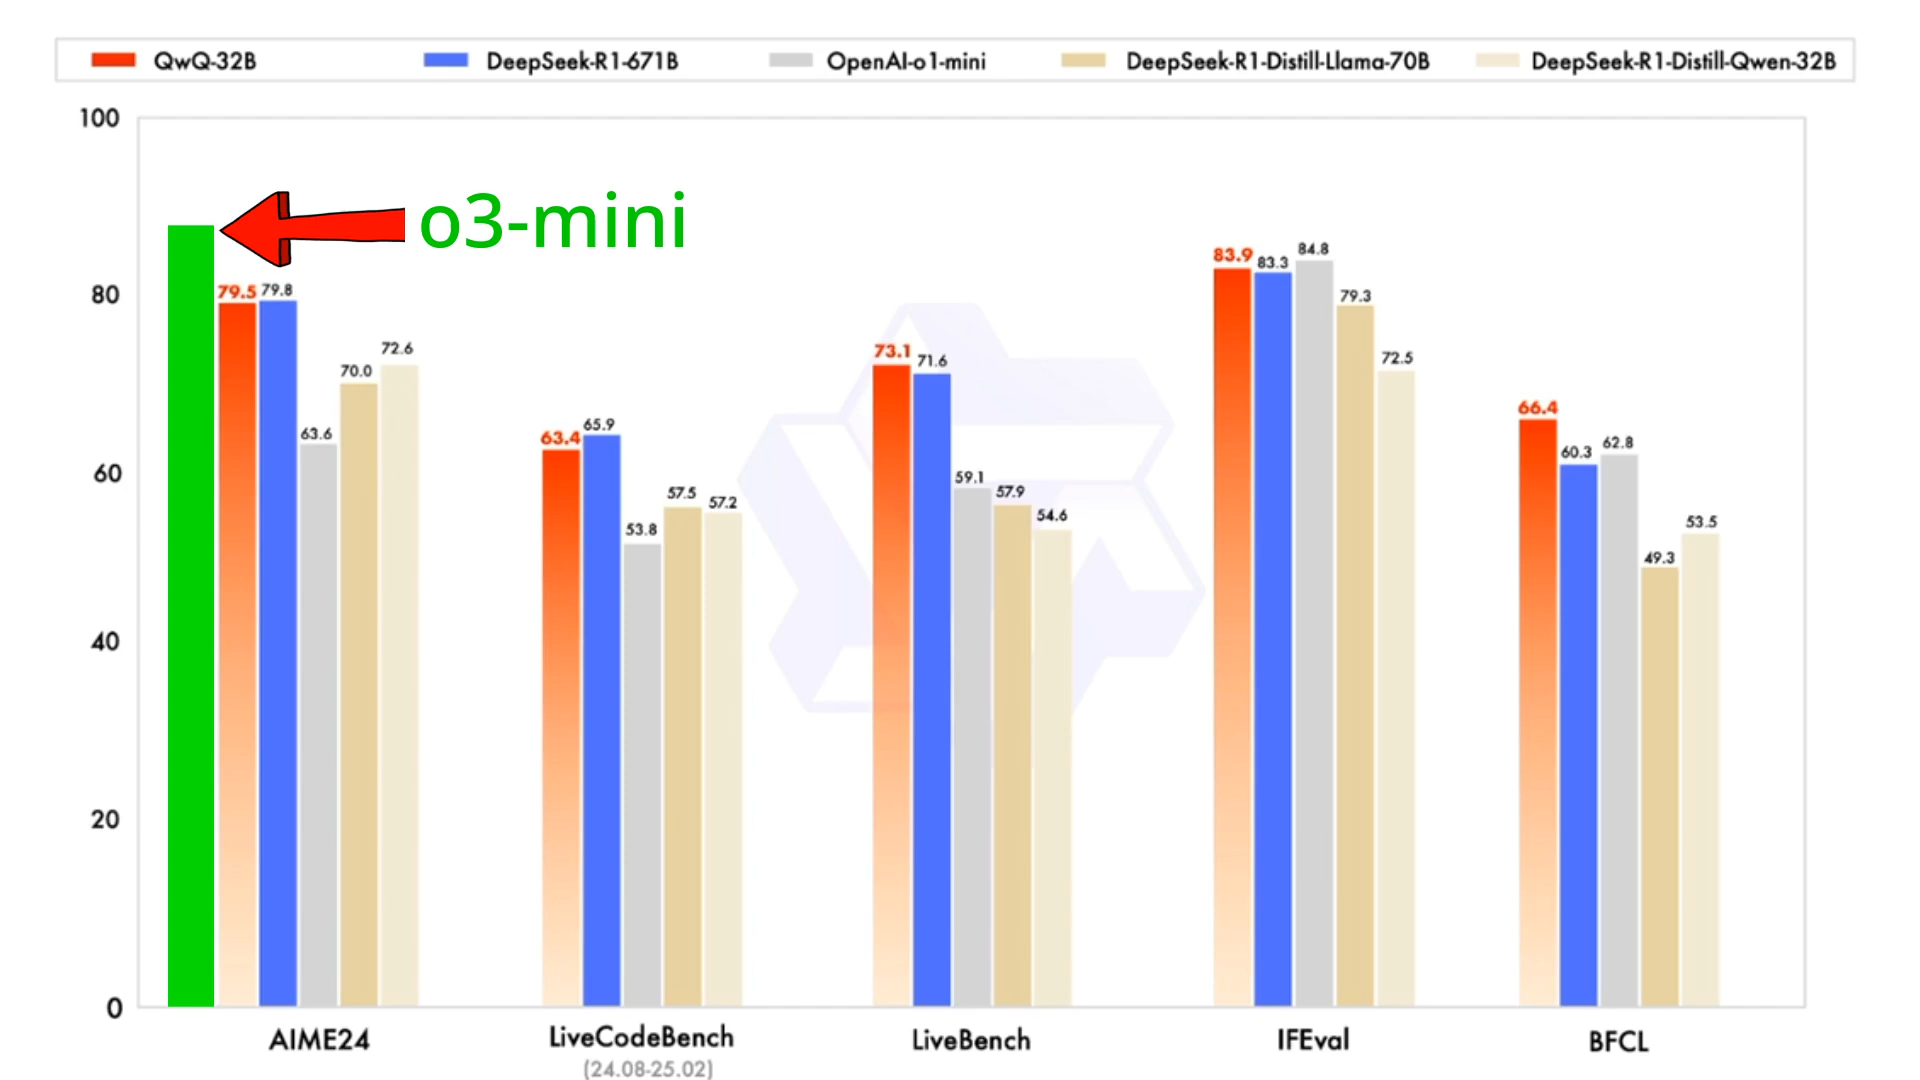 QwQ-32B DeepSeek-R1-671B OpenAI-o1-mini DeepSeek-R1-Distill-Llama-70B DeepSeek-R1-Distill-Qwen-32B
100
80
60
40
20
0
o3-mini
79.5 79.8 63.6 70.0 72.6
63.4 65.9 53.8 57.5 57.2
73.1 71.6 59.1 57.9 54.6
83.9 83.3 84.8 79.3 72.5
66.4 60.3 62.8 49.3 53.5
AIME24 LiveCodeBench LiveBench IFEval BFCL
(24.08-25.02)